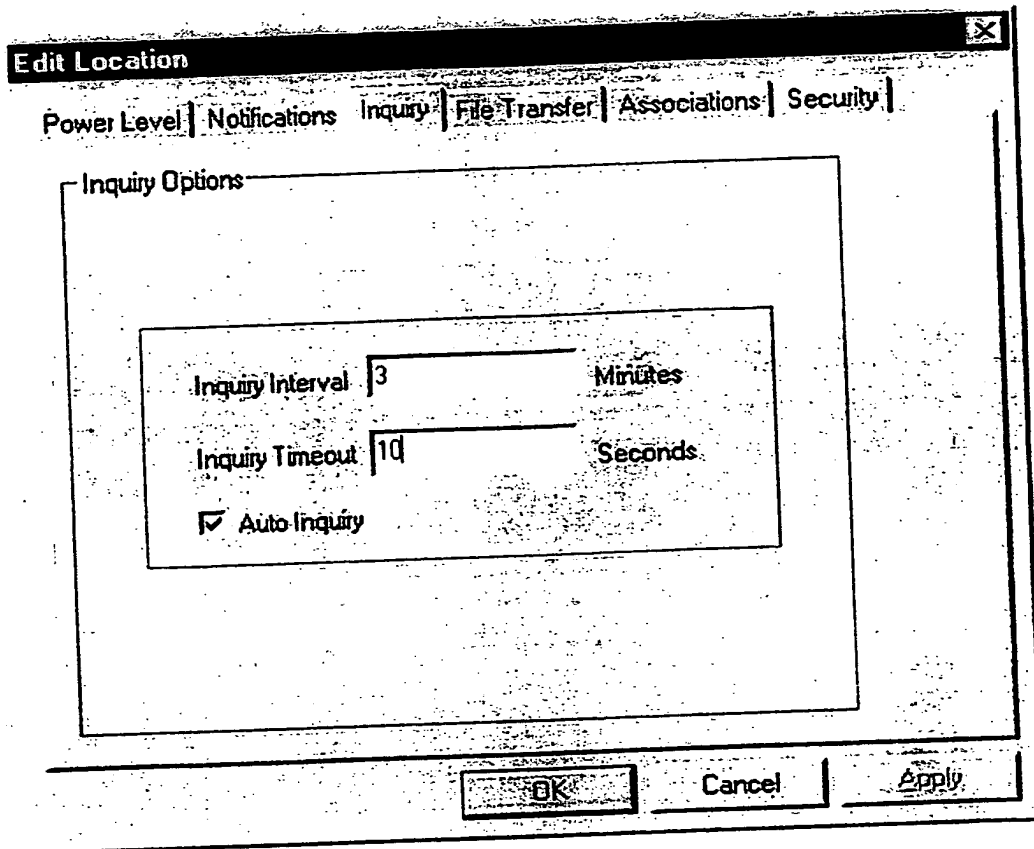 Edit Location
Power Level Notifications Inquiry File Transfer Associations Security
Inquiry Options
Inquiry Interval 3 Minutes
Inquiry Timeout 10 Seconds
Auto Inquiry
OK Cancel Apply